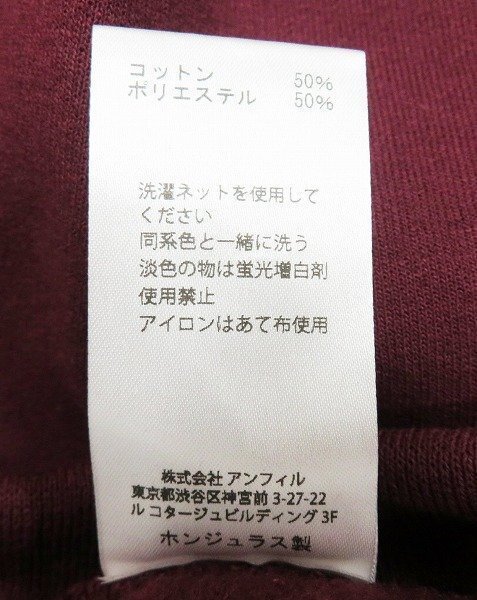 コットン 50%
ポリエステル 50%
洗濯ネットを使用して
ください
同系色と一緒に洗う
淡色の物は蛍光増白剤
使用禁止
アイロンはあて布使用
株式会社 アンフィル
東京都渋谷区神宮前 3-27-22
ル コタージュビルディング 3F
ホンジュラス製